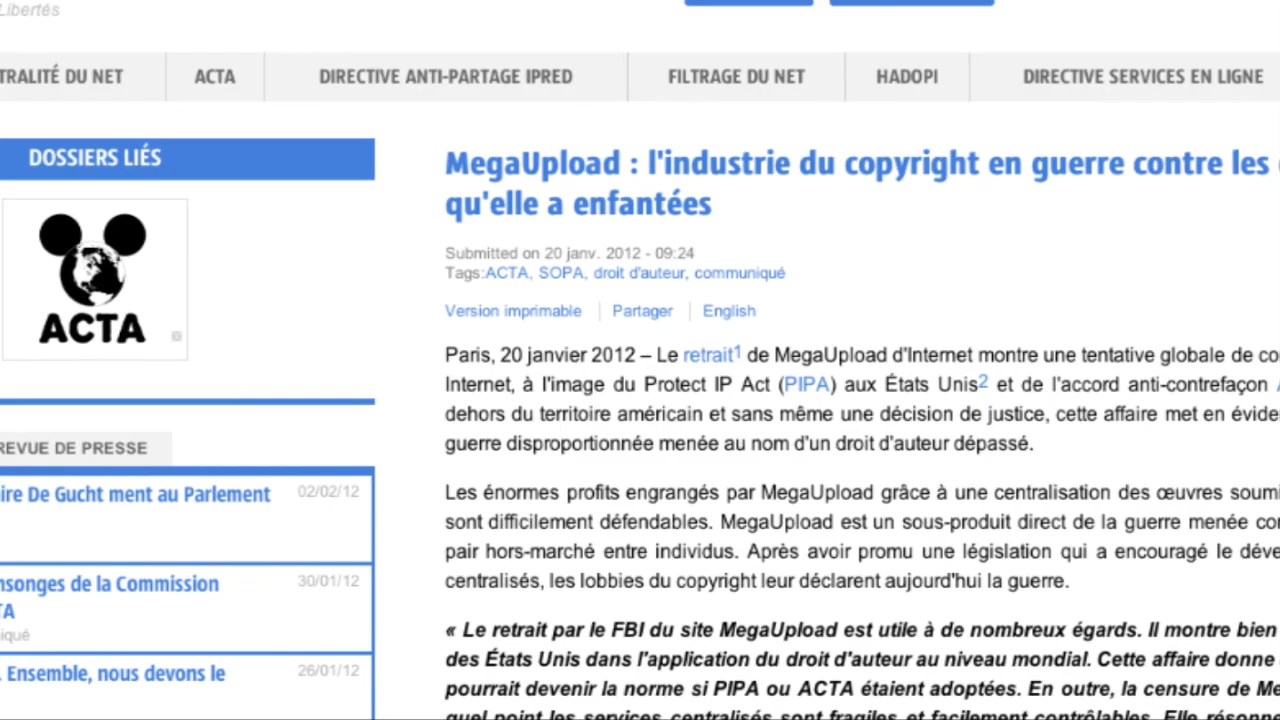 Libertés
TRALITÉ DU NET
ACTA
DIRECTIVE ANTI-PARTAGE IPRED
FILTRAGE DU NET
HADOPI
DIRECTIVE SERVICES EN LIGNE
DOSSIERS LIÉS
ACTA
REVUE DE PRESSE
ire De Gucht ment au Parlement 02/02/12
nsonges de la Commission 30/01/12
TA
iqué
. Ensemble, nous devons le 26/01/12
MegaUpload : l'industrie du copyright en guerre contre les
qu'elle a enfantées
Submitted on 20 janv. 2012 - 09:24
Tags:ACTA, SOPA, droit d'auteur, communiqué
Version imprimable Partager English
Paris, 20 janvier 2012 – Le retrait1 de MegaUpload d'Internet montre une tentative globale de co
Internet, à l'image du Protect IP Act (PIPA) aux États Unis2 et de l'accord anti-contrefaçon A
dehors du territoire américain et sans même une décision de justice, cette affaire met en évide
guerre disproportionnée menée au nom d'un droit d'auteur dépassé.
Les énormes profits engrangés par MegaUpload grâce à une centralisation des œuvres soumi
sont difficilement défendables. MegaUpload est un sous-produit direct de la guerre menée co
pair hors-marché entre individus. Après avoir promu une législation qui a encouragé le déve
centralisés, les lobbies du copyright leur déclarent aujourd'hui la guerre.
« Le retrait par le FBI du site MegaUpload est utile à de nombreux égards. Il montre bien
des États Unis dans l'application du droit d'auteur au niveau mondial. Cette affaire donne
pourrait devenir la norme si PIPA ou ACTA étaient adoptées. En outre, la censure de Me
quel point les services centralisés sont fragiles et facilement contrôlables. Elle résonne